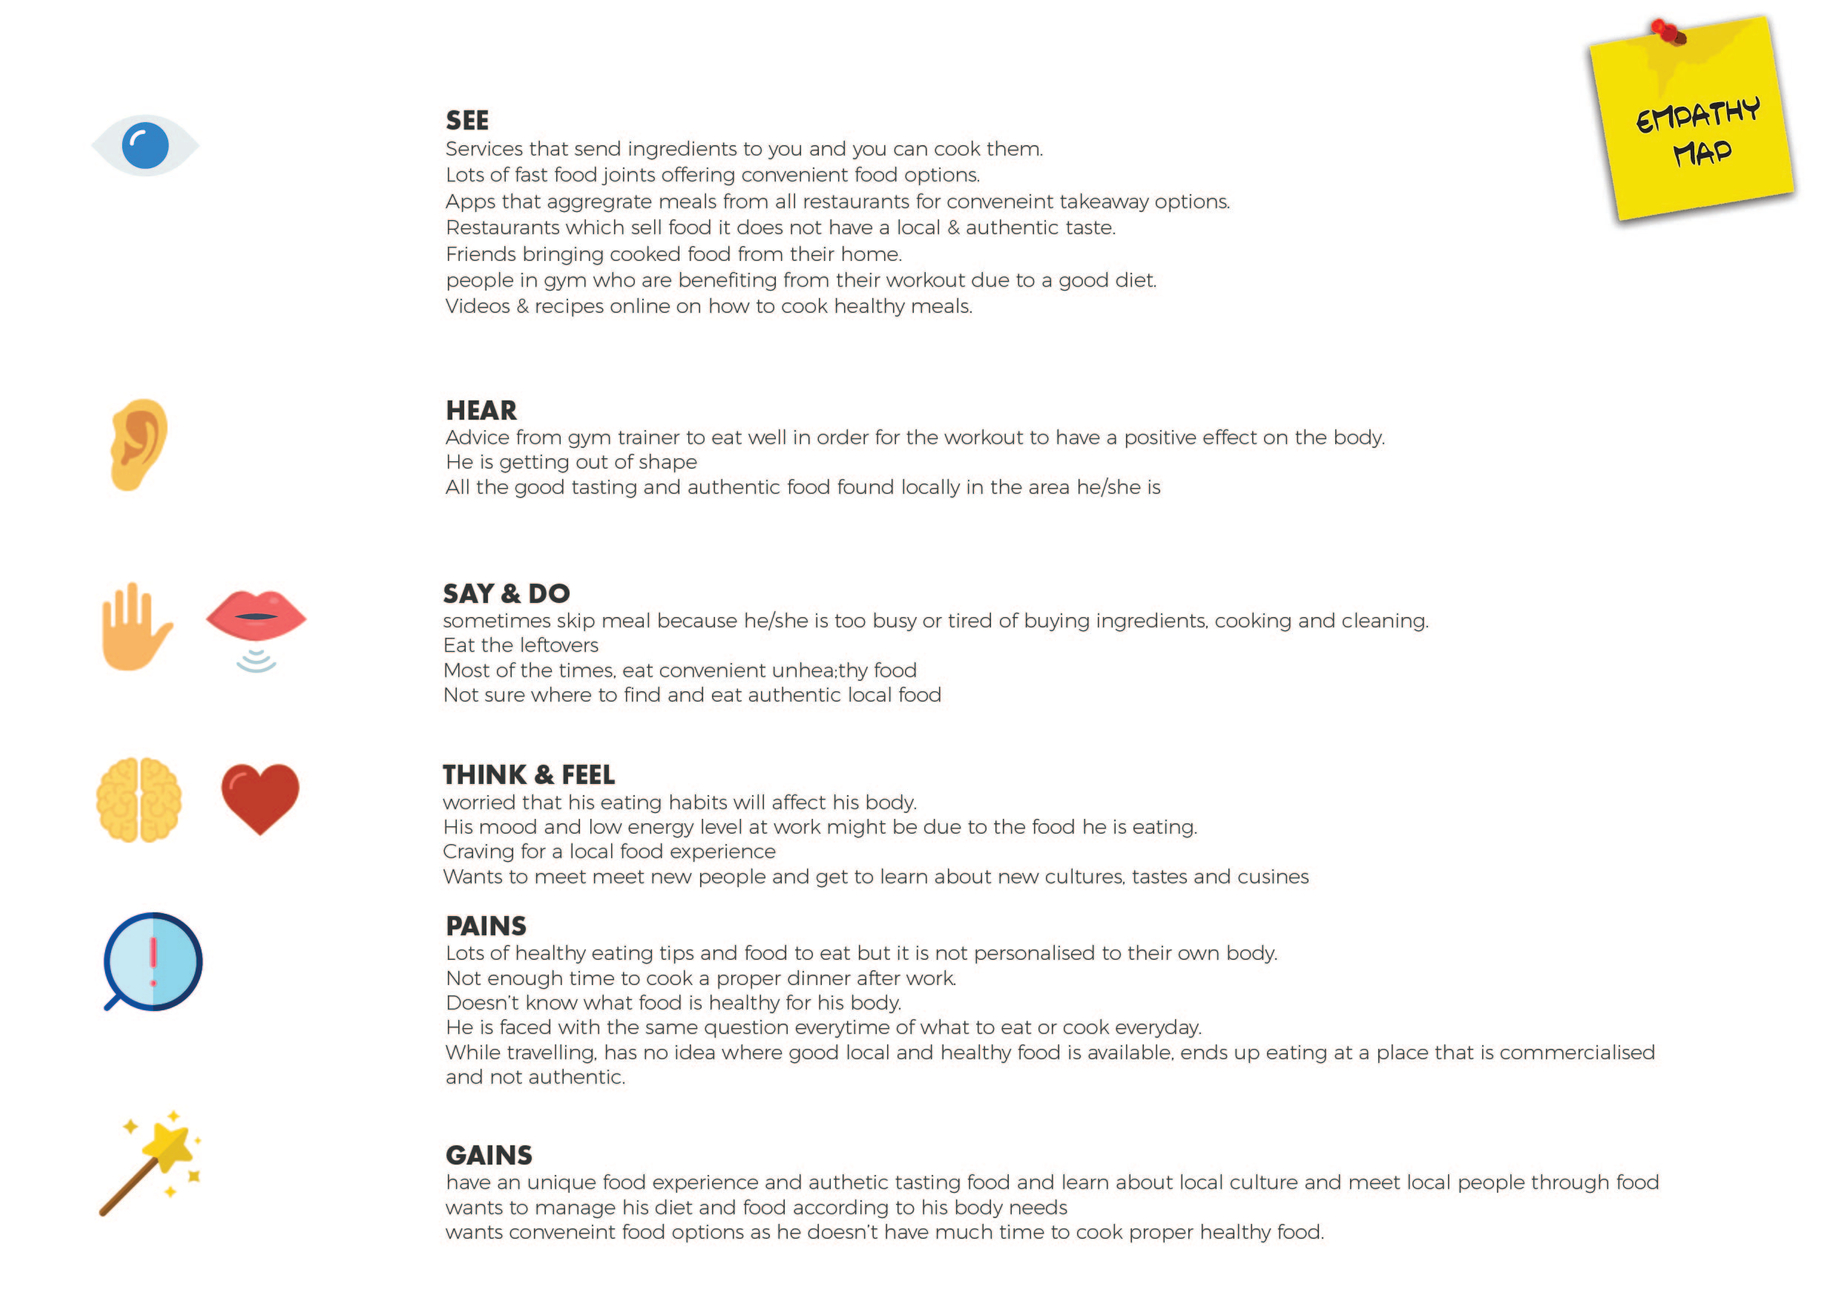 EMPATHY
MAP
SEE
Services that send ingredients to you and you can cook them.
Lots of fast food joints offering convenient food options.
Apps that aggregrate meals from all restaurants for conveneint takeaway options.
Restaurants which sell food it does not have a local & authentic taste.
Friends bringing cooked food from their home.
people in gym who are benefiting from their workout due to a good diet.
Videos & recipes online on how to cook healthy meals.
HEAR
Advice from gym trainer to eat well in order for the workout to have a positive effect on the body.
He is getting out of shape
All the good tasting and authentic food found locally in the area he/she is
SAY & DO
sometimes skip meal because he/she is too busy or tired of buying ingredients, cooking and cleaning.
Eat the leftovers
Most of the times, eat convenient unhea;thy food
Not sure where to find and eat authentic local food
THINK & FEEL
worried that his eating habits will affect his body.
His mood and low energy level at work might be due to the food he is eating.
Craving for a local food experience
Wants to meet meet new people and get to learn about new cultures, tastes and cusines
PAINS
Lots of healthy eating tips and food to eat but it is not personalised to their own body.
Not enough time to cook a proper dinner after work.
Doesn't know what food is healthy for his body.
He is faced with the same question everytime of what to eat or cook everyday.
While travelling, has no idea where good local and healthy food is available, ends up eating at a place that is commercialised
and not authentic.
GAINS
have an unique food experience and authetic tasting food and learn about local culture and meet local people through food
wants to manage his diet and food according to his body needs
wants conveneint food options as he doesn't have much time to cook proper healthy food.